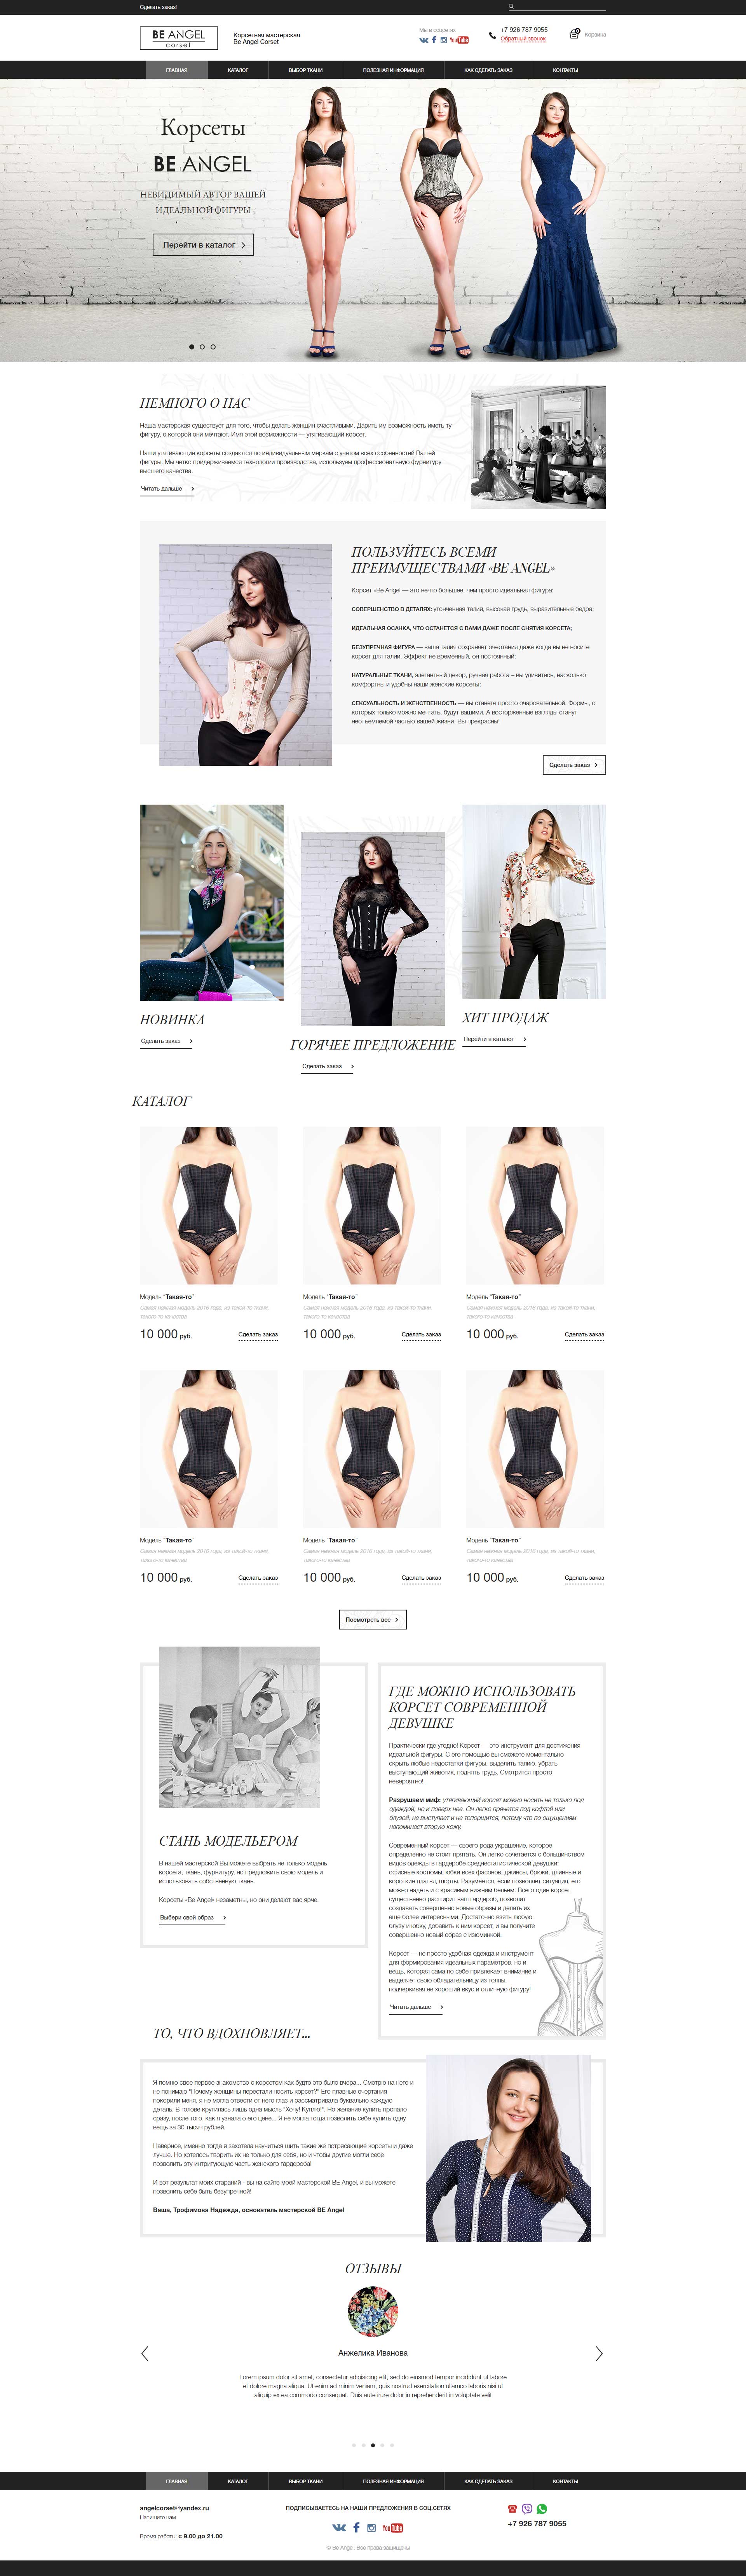 Сделать заказ!
BE ANGEL
corset
Корсетная мастерская
Be Angel Corset
Мы в соцсетях
You Tube
+7 926 787 9055
Обратный звонок
0
Корзина
ГЛАВНАЯ
КАТАЛОГ
ВЫБОР ТКАНИ
ПОЛЕЗНАЯ ИНФОРМАЦИЯ
КАК СДЕЛАТЬ ЗАКАЗ
КОНТАКТЫ
Корсеты
BE ANGEL
НЕВИДИМЫЙ АВТОР ВАШЕЙ
ИДЕАЛЬНОЙ ФИГУРЫ
Перейти в каталог
НЕМНОГО О НАС
Наша мастерская существует для того, чтобы делать женщин счастливыми. Дарить им возможность иметь ту
фигуру, о которой они мечтают. Имя этой возможности — утягивающий корсет.
Наши утягивающие корсеты создаются по индивидуальным меркам с учетом всех особенностей Вашей
фигуры. Мы четко придерживаемся технологии производства, используем профессиональную фурнитуру
высшего качества.
Читать дальше
ПОЛЬЗУЙТЕСЬ ВСЕМИ
ПРЕИМУЩЕСТВАМИ «BE ANGEL»
Корсет «Be Angel — это нечто большее, чем просто идеальная фигура:
СОВЕРШЕНСТВО В ДЕТАЛЯХ: утонченная талия, высокая грудь, выразительные бедра;
ИДЕАЛЬНАЯ ОСАНКА, ЧТО ОСТАНЕТСЯ С ВАМИ ДАЖЕ ПОСЛЕ СНЯТИЯ КОРСЕТА;
БЕЗУПРЕЧНАЯ ФИГУРА — ваша талия сохраняет очертания даже когда вы не носите
корсет для талии. Эффект не временный, он постоянный;
НАТУРАЛЬНЫЕ ТКАНИ, элегантный декор, ручная работа – вы удивитесь, насколько
комфортны и удобны наши женские корсеты;
СЕКСУАЛЬНОСТЬ И ЖЕНСТВЕННОСТЬ — вы станете просто очаровательной. Формы, о
которых только можно мечтать, будут вашими. А восторженные взгляды станут
неотъемлемой частью вашей жизни. Вы прекрасны!
Сделать заказ
НОВИНКА
Сделать заказ
ГОРЯЧЕЕ ПРЕДЛОЖЕНИЕ
Сделать заказ
ХИТ ПРОДАЖ
Перейти в каталог
КАТАЛОГ
Модель "Такая-то"
Самая нежная модель 2016 года, из такой-то ткани,
такого-то качества
10 000 руб.
Сделать заказ
Модель "Такая-то"
Самая нежная модель 2016 года, из такой-то ткани,
такого-то качества
10 000 руб.
Сделать заказ
Модель "Такая-то"
Самая нежная модель 2016 года, из такой-то ткани,
такого-то качества
10 000 руб.
Сделать заказ
Модель "Такая-то"
Самая нежная модель 2016 года, из такой-то ткани,
такого-то качества
10 000 руб.
Сделать заказ
Модель "Такая-то"
Самая нежная модель 2016 года, из такой-то ткани,
такого-то качества
10 000 руб.
Сделать заказ
Модель "Такая-то"
Самая нежная модель 2016 года, из такой-то ткани,
такого-то качества
10 000 руб.
Сделать заказ
Посмотреть все
СТАНЬ МОДЕЛЬЕРОМ
В нашей мастерской Вы можете выбрать не только модель
корсета, ткань, фурнитуру, но предложить свою модель и
использовать собственную ткань.
Корсеты «Be Angel» незаметны, но они делают вас ярче.
Выбери свой образ
ГДЕ МОЖНО ИСПОЛЬЗОВАТЬ
КОРСЕТ СОВРЕМЕННОЙ
ДЕВУШКЕ
Практически где угодно! Корсет — это инструмент для достижения
идеальной фигуры. С его помощью вы сможете моментально
скрыть любые недостатки фигуры, выделить талию, убрать
выступающий животик, поднять грудь. Смотрится просто
невероятно!
Разрушаем миф: утягивающий корсет можно носить не только под
одеждой, но и поверх нее. Он легко прячется под кофтой или
блузой, не выступает и не топорщится, потому что по ощущениям
напоминает вторую кожу.
Современный корсет — своего рода украшение, которое
определенно не стоит прятать. Он легко сочетается с большинством
видов одежды в гардеробе среднестатистической девушки:
офисные костюмы, юбки всех фасонов, джинсы, брюки, длинные и
короткие платья, шорты. Разумеется, если позволяет ситуация, его
можно надеть и с красивым нижним бельем. Всего один корсет
существенно расширит ваш гардероб, позволит
создавать совершенно новые образы и делать их
еще более интересными. Достаточно взять любую
блузу и юбку, добавить к ним корсет, и вы получите
совершенно новый образ с изюминкой.
Корсет — не просто удобная одежда и инструмент
для формирования идеальных параметров, но и
вещь, которая сама по себе привлекает внимание и
выделяет свою обладательницу из толпы,
подчеркивая ее хороший вкус и отличную фигуру!
Читать дальше
ТО, ЧТО ВДОХНОВЛЯЕТ...
Я помню свое первое знакомство с корсетом как будто это было вчера... Смотрю на него и
не понимаю "Почему женщины перестали носить корсет?" Его плавные очертания
покорили меня, я не могла отвести от него глаз и рассматривала буквально каждую
деталь. В голове крутилась лишь одна мысль "Хочу! Куплю!". Но желание купить пропало
сразу, после того, как я узнала о его цене... Я не могла тогда позволить себе купить одну
вещь за 30 тысяч рублей.
Наверное, именно тогда я захотела научиться шить такие же потрясающие корсеты и даже
лучше. Но хотелось творить их не только для себя, но и чтобы другие могли себе
позволить эту интригующую часть женского гардероба!
И вот результат моих стараний - вы на сайте моей мастерской BE Angel, и вы можете
позволить себе быть безупречной!
Ваша, Трофимова Надежда, основатель мастерской BE Angel
ОТЗЫВЫ
Анжелика Иванова
Lorem ipsum dolor sit amet, consectetur adipisicing elit, sed do eiusmod tempor incididunt ut labore
et dolore magna aliqua. Ut enim ad minim veniam, quis nostrud exercitation ullamco laboris nisi ut
aliquip ex ea commodo consequat. Duis aute irure dolor in reprehenderit in voluptate velit
ГЛАВНАЯ
КАТАЛОГ
ВЫБОР ТКАНИ
ПОЛЕЗНАЯ ИНФОРМАЦИЯ
КАК СДЕЛАТЬ ЗАКАЗ
КОНТАКТЫ
angelcorset@yandex.ru
Напишите нам
Время работы: с 9.00 до 21.00
ПОДПИСЫВАЕТЕСЬ НА НАШИ ПРЕДЛОЖЕНИЯ В СОЦ.СЕТЯХ
You Tube
© Be Angel. Все права защищены
+7 926 787 9055